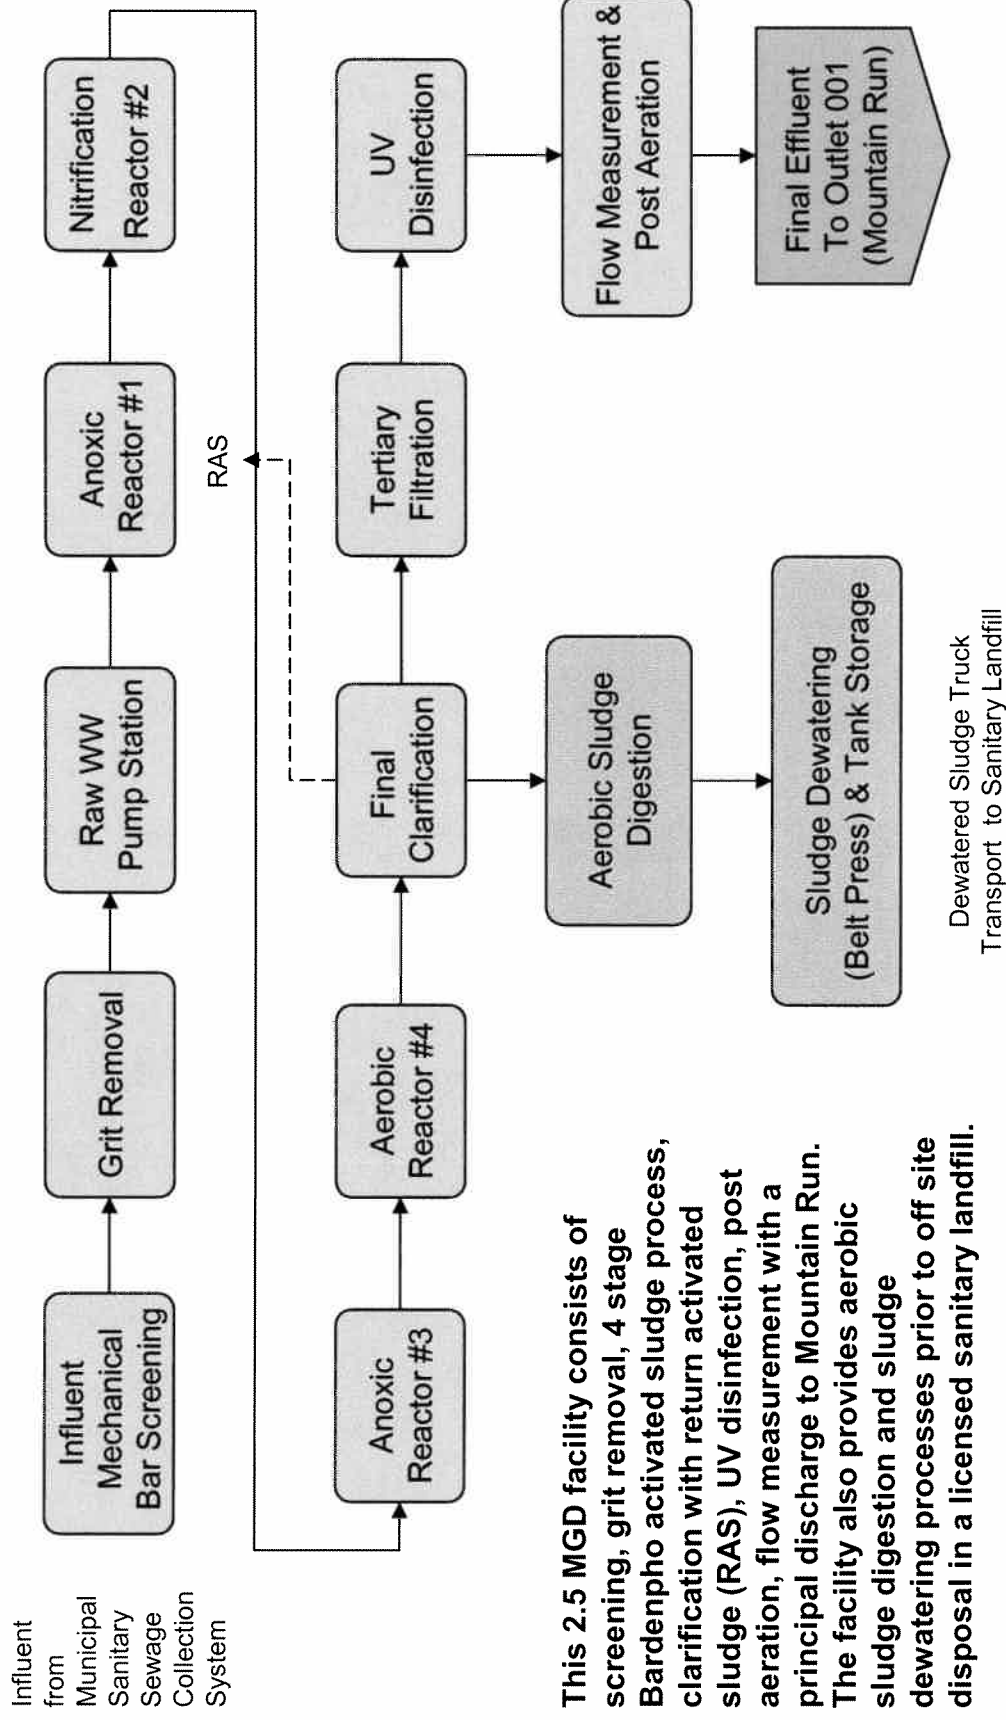 Influent
from
Municipal
Sanitary
Sewage
Collection
System
Influent
Mechanical
Bar Screening
Grit Removal
Raw WW
Pump Station
Anoxic
Reactor #1
Nitrification
Reactor #2
RAS
Anoxic
Reactor #3
Aerobic
Reactor #4
Final
Clarification
Tertiary
Filtration
UV
Disinfection
Aerobic Sludge
Digestion
Flow Measurement &
Post Aeration
Sludge Dewatering
(Belt Press) & Tank Storage
Final Effluent
To Outlet 001
(Mountain Run)
Dewatered Sludge Truck
Transport to Sanitary Landfill
This 2.5 MGD facility consists of
screening, grit removal, 4 stage
Bardenpho activated sludge process,
clarification with return activated
sludge (RAS), UV disinfection, post
aeration, flow measurement with a
principal discharge to Mountain Run.
The facility also provides aerobic
sludge digestion and sludge
dewatering processes prior to off site
disposal in a licensed sanitary landfill.